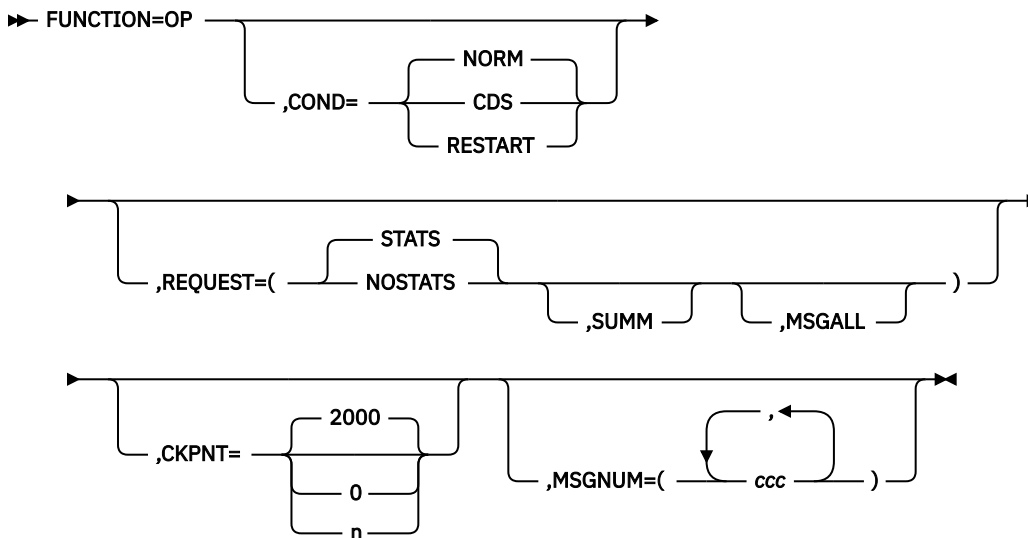 FUNCTION=OP
NORM
,COND= CDS
RESTART
STATS
,REQUEST=( NOSTATS )
,SUMM ,MSGALL
2000 ,
,CKPNT=
0 ,MSGNUM=( ccc )
n